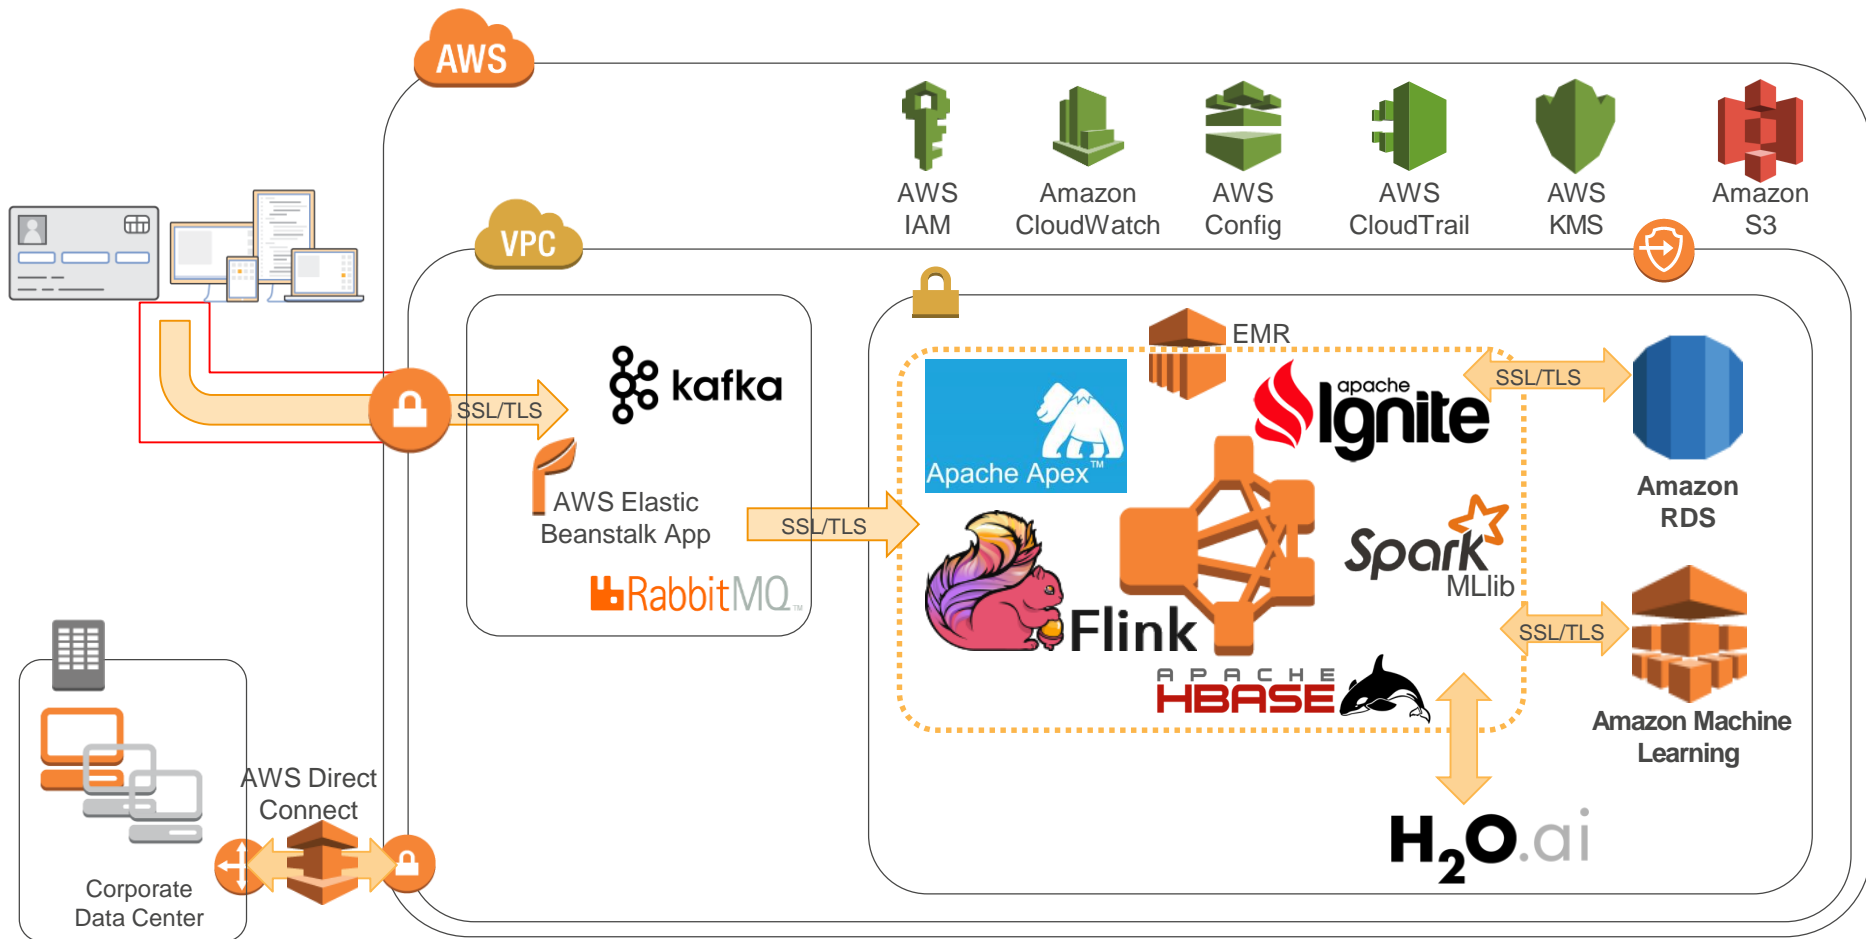 AWS
AWS
IAM
Amazon
CloudWatch
AWS
Config
AWS
CloudTrail
AWS
KMS
Amazon
S3
VPC
EMR
kafka
SSL/TLS
AWS Elastic
Beanstalk App
RabbitMQ™
SSL/TLS
Apache Apex™
apache
Ignite
SSL/TLS
Amazon
RDS
Spark
MLlib
Flink
SSL/TLS
APACHE
HBASE
Amazon Machine
Learning
H2O.ai
AWS Direct
Connect
Corporate
Data Center